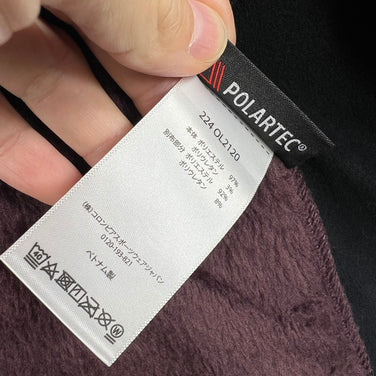 POLARTEC®
224 OL2120
本体 ポリエステル 97%
ポリウレタン 3%
別布部分 ポリエステル 92%
ポリウレタン 8%
(株)コロンビアスポーツウェアジャパン
0120-193-821
ベトナム製